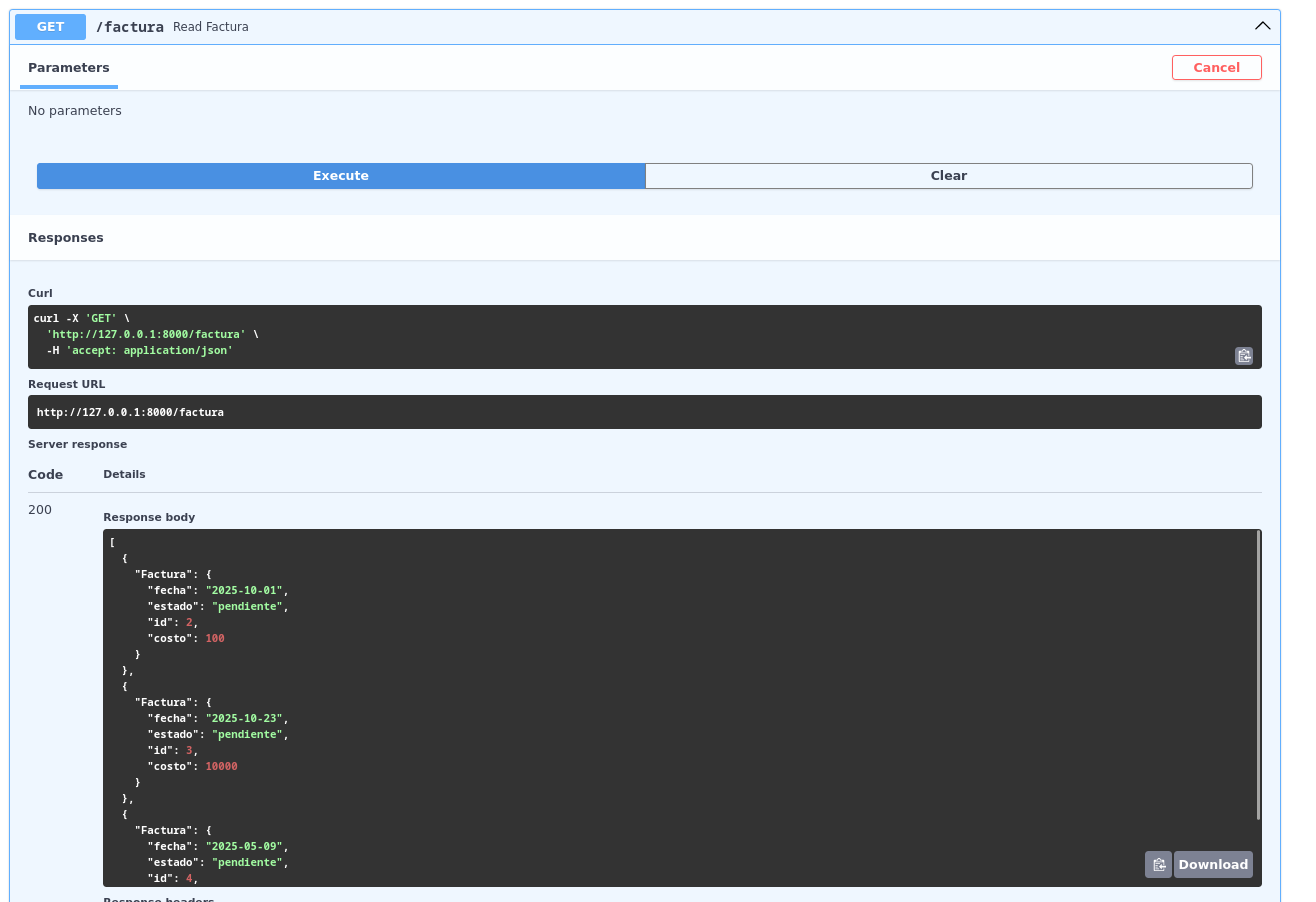 GET /factura Read Factura
Parameters
Cancel
No parameters
Execute
Clear
Responses
Curl
curl -X 'GET' \
  'http://127.0.0.1:8000/factura' \
  -H 'accept: application/json'
Request URL
http://127.0.0.1:8000/factura
Server response
Code Details
200
Response body
[
  {
    "Factura": {
      "fecha": "2025-10-01",
      "estado": "pendiente",
      "id": 2,
      "costo": 100
    }
  },
  {
    "Factura": {
      "fecha": "2025-10-23",
      "estado": "pendiente",
      "id": 3,
      "costo": 10000
    }
  },
  {
    "Factura": {
      "fecha": "2025-05-09",
      "estado": "pendiente",
      "id": 4,
Download
Response headers